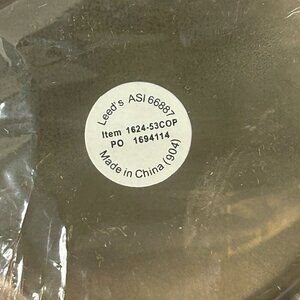 Leed's ASI 66887
Item 1624-53COP
PO 1694114
Made in China (904)